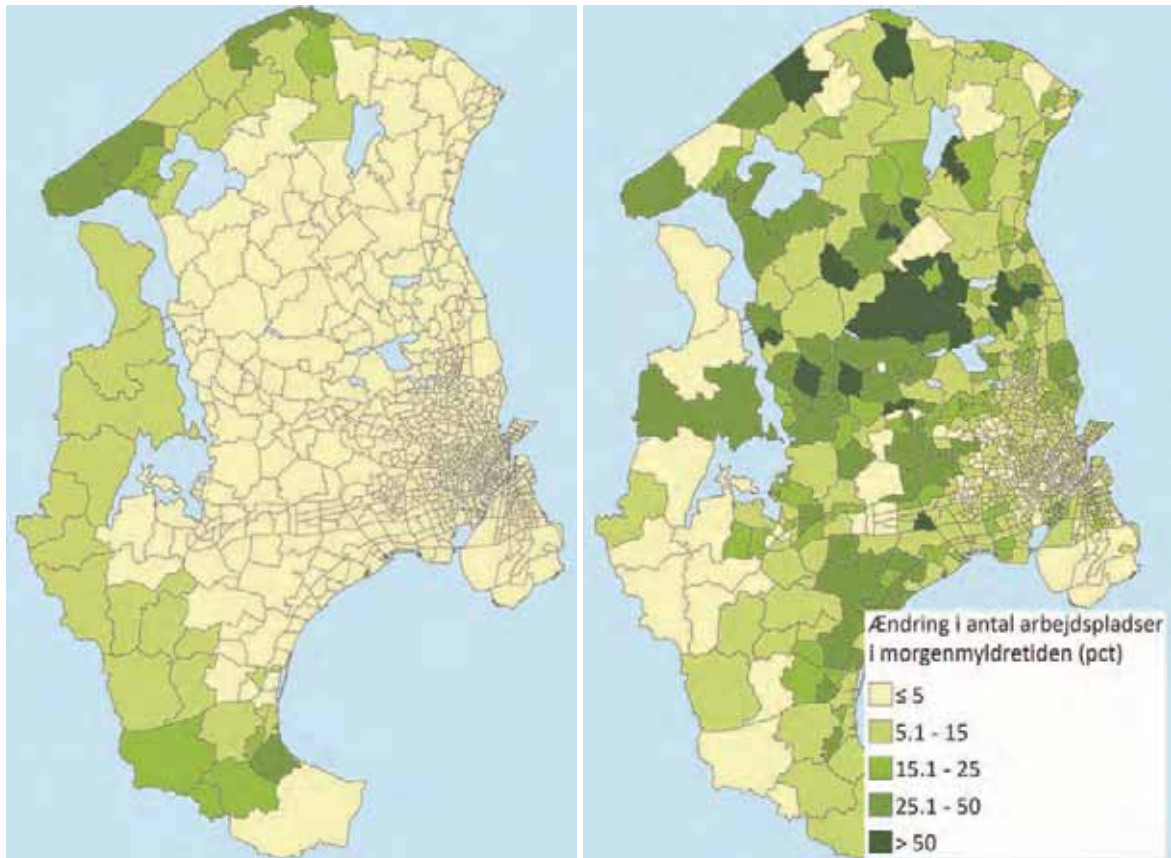 Ændring i antal arbejdspladser
i morgenmyldretiden (pct)
≤ 5
5.1 - 15
15.1 - 25
25.1 - 50
> 50